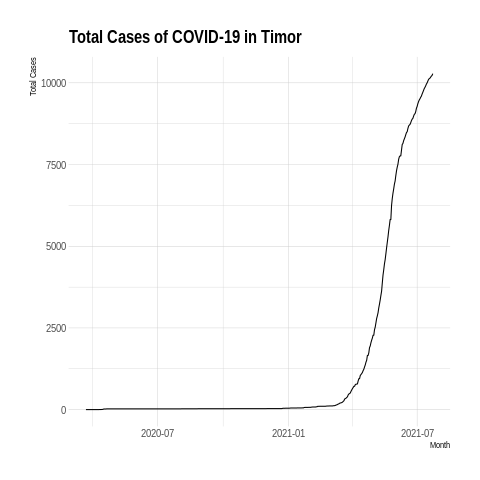 Total Cases of COVID-19 in Timor
Total Cases
10000
7500
5000
2500
0
2020-07
2021-01
2021-07
Month